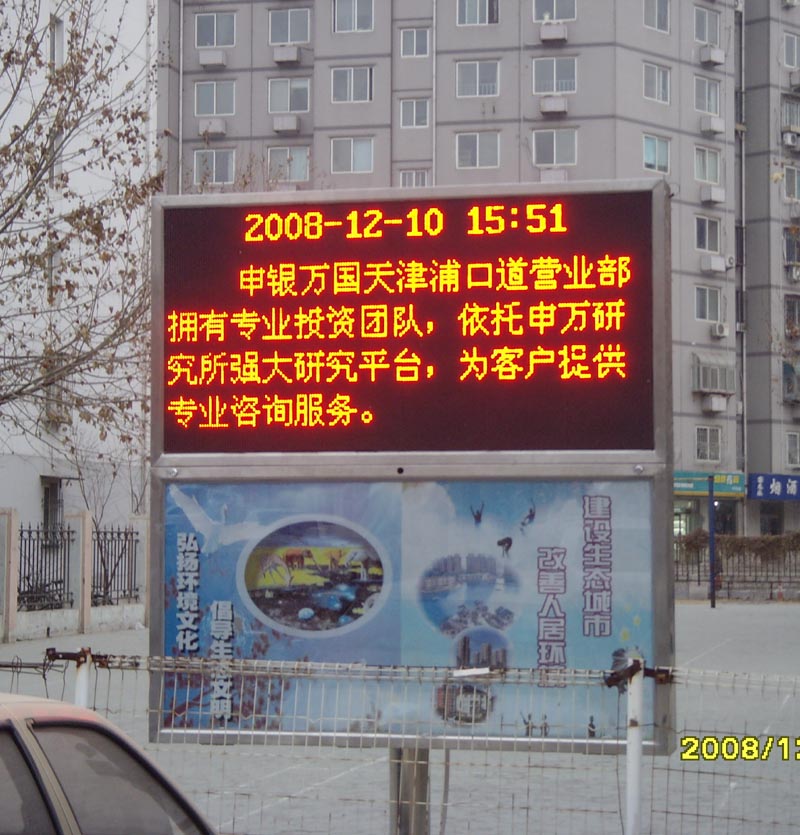 2008-12-10 15:51
申银万国天津浦口道营业部
拥有专业投资团队，依托申万研
究所强大研究平台，为客户提供
专业咨询服务。
弘扬环境文化
倡导生态文明
建设生态城市
改善人居环境
烟酒
2008/12